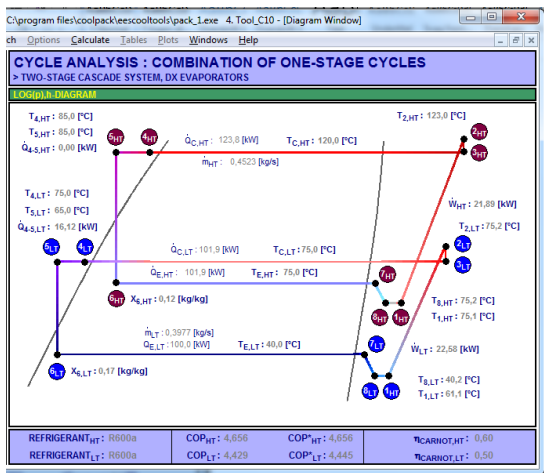 C:\program files\coolpack\eescooltools\pack_1.exe 4. Tool_C10 - [Diagram Window]
ch Options Calculate Tables Plots Windows Help
CYCLE ANALYSIS : COMBINATION OF ONE-STAGE CYCLES
> TWO-STAGE CASCADE SYSTEM, DX EVAPORATORS
LOG(p),h-DIAGRAM
T4,HT : 85,0 [°C]
T5,HT : 85,0 [°C]
Q̇4-5,HT : 0,00 [kW]
5HT
4HT
Q̇C,HT : 123,8 [kW]
TC,HT : 120,0 [°C]
ṁHT : 0,4523 [kg/s]
T2,HT : 123,0 [°C]
2HT
3HT
T4,LT : 75,0 [°C]
T5,LT : 65,0 [°C]
Q̇4-5,LT : 16,12 [kW]
ẆHT : 21,89 [kW]
T2,LT : 75,2 [°C]
5LT
4LT
Q̇C,LT : 101,9 [kW]
TC,LT : 75,0 [°C]
2LT
3LT
Q̇E,HT : 101,9 [kW]
TE,HT : 75,0 [°C]
7HT
6HT
X6,HT : 0,12 [kg/kg]
8HT
1HT
T8,HT : 75,2 [°C]
T1,HT : 75,1 [°C]
ṁLT : 0,3977 [kg/s]
Q̇E,LT : 100,0 [kW]
TE,LT : 40,0 [°C]
7LT
ẆLT : 22,58 [kW]
6LT
X6,LT : 0,17 [kg/kg]
8LT
1LT
T8,LT : 40,2 [°C]
T1,LT : 61,1 [°C]
REFRIGERANTHT : R600a COPHT : 4,656 COP*HT : 4,656 ηCARNOT,HT : 0,60
REFRIGERANTLT : R600a COPLT : 4,429 COP*LT : 4,445 ηCARNOT,LT : 0,50